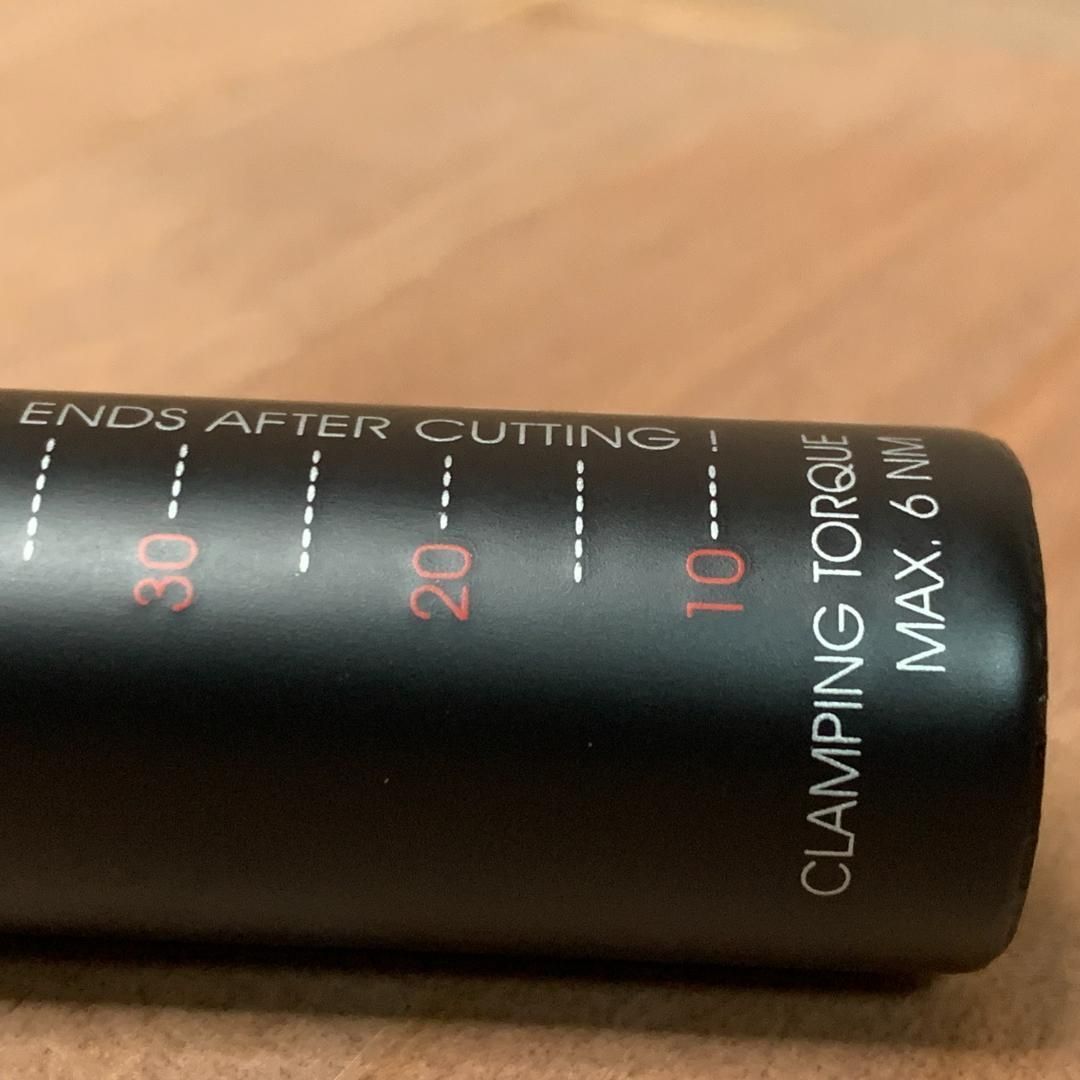 ENDS AFTER CUTTING
30
20
10
CLAMPING TORQUE
MAX. 6 NM